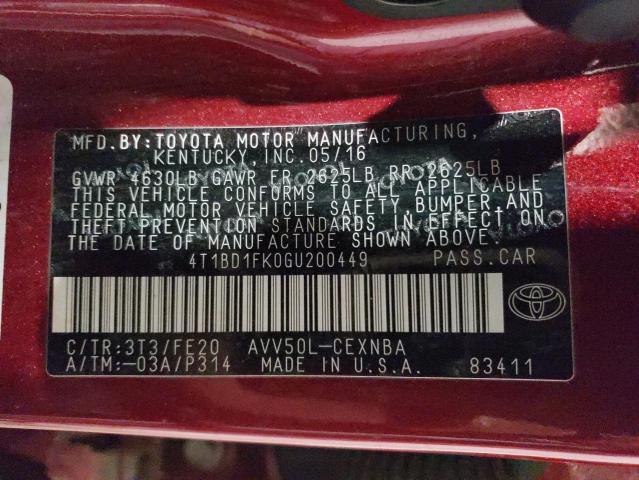 MFD.BY:TOYOTA MOTOR MANUFACTURING,
KENTUCKY, INC.05/16
GVWR 4630LB GAWR FR 2625LB RR 2625LB
THIS VEHICLE CONFORMS TO ALL APPLICABLE
FEDERAL MOTOR VEHICLE SAFETY, BUMPER,AND
THEFT PREVENTION STANDARDS IN EFFECT ON
THE DATE OF MANUFACTURE SHOWN ABOVE.
4T1BD1FK0GU200449 PASS.CAR
C/TR:3T3/FE20 AVV50L-CEXNBA
A/TM:-03A/P314 MADE IN U.S.A. 83411